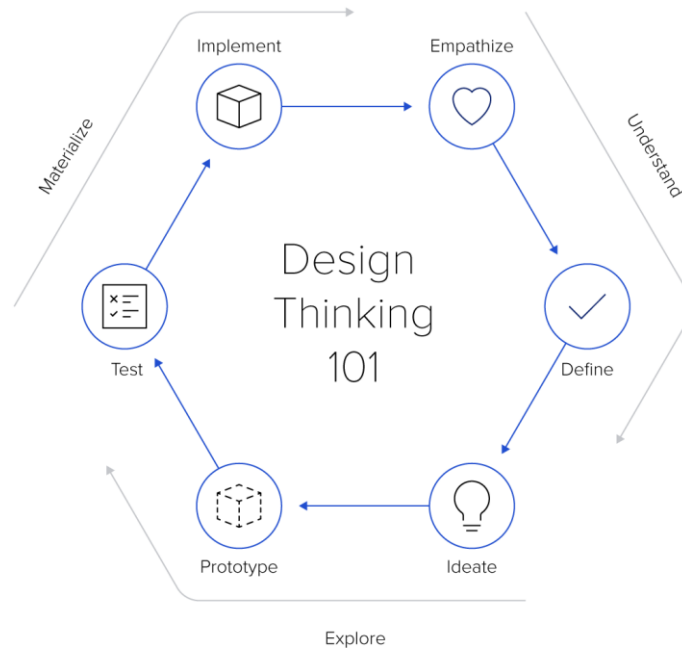 Implement
Empathize
Materialize
Understand
Design
Thinking
101
Test
Define
Prototype
Ideate
Explore